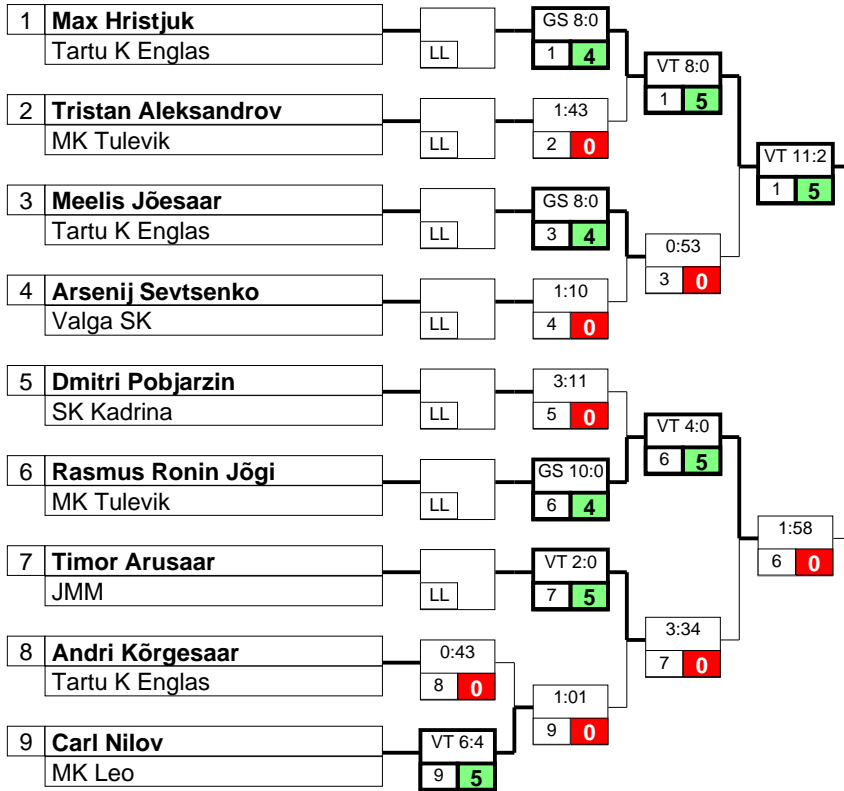 1 Max Hristjuk
Tartu K Englas
LL
GS 8:0
1 4
VT 8:0
1 5
2 Tristan Aleksandrov
MK Tulevik
LL
1:43
2 0
VT 11:2
1 5
3 Meelis Jõesaar
Tartu K Englas
LL
GS 8:0
3 4
0:53
3 0
4 Arsenij Sevtsenko
Valga SK
LL
1:10
4 0
5 Dmitri Pobjarzin
SK Kadrina
LL
3:11
5 0
VT 4:0
6 5
6 Rasmus Ronin Jõgi
MK Tulevik
LL
GS 10:0
6 4
1:58
6 0
7 Timor Arusaar
JMM
LL
VT 2:0
7 5
3:34
7 0
8 Andri Kõrgesaar
Tartu K Englas
0:43
8 0
1:01
9 0
9 Carl Nilov
MK Leo
VT 6:4
9 5